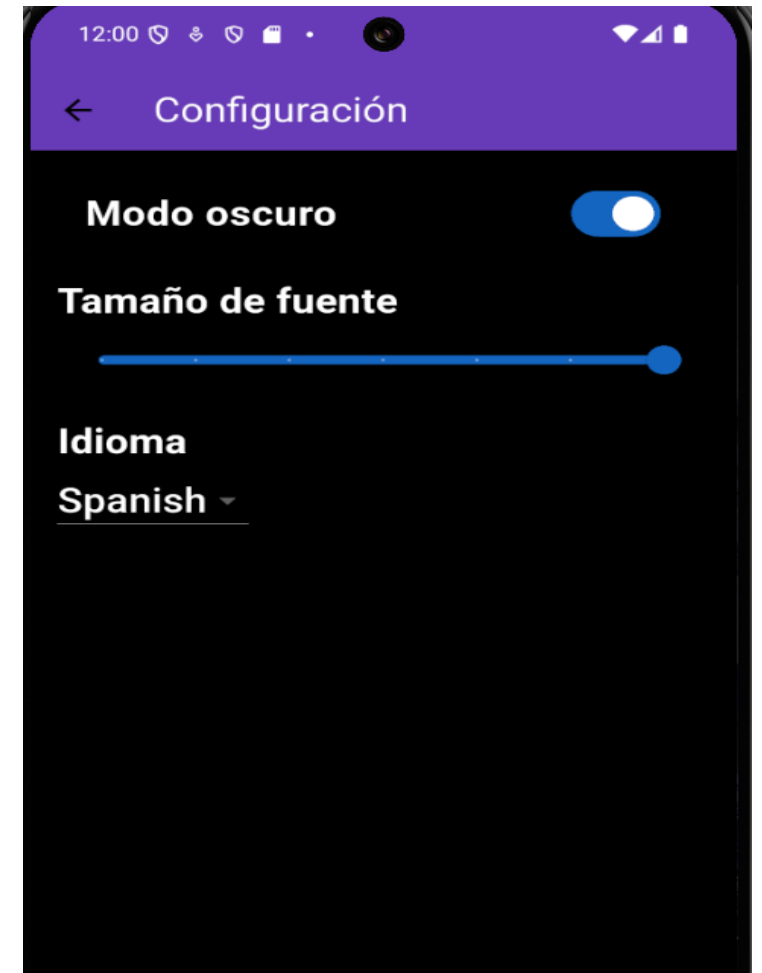 12:00
Configuración
Modo oscuro
Tamaño de fuente
Idioma
Spanish